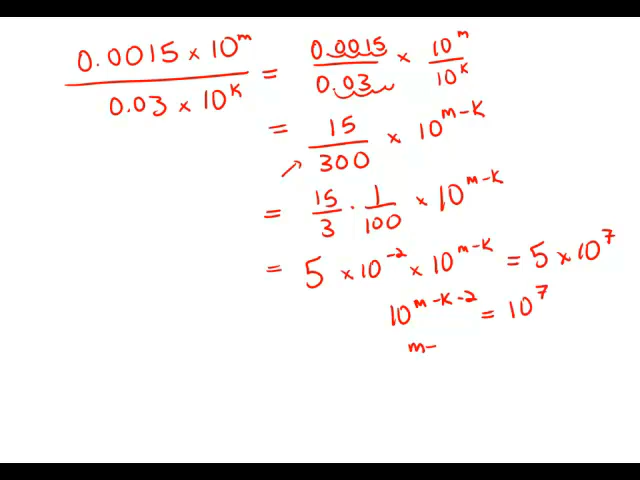 0.0015 × 10^m / 0.03 × 10^k = 0.0015 / 0.03 × 10^m / 10^k
= 15 / 300 × 10^m-k
= 15 / 3 · 1 / 100 × 10^m-k
= 5 × 10^-2 × 10^m-k = 5 × 10^7
10^m-k-2 = 10^7
m-